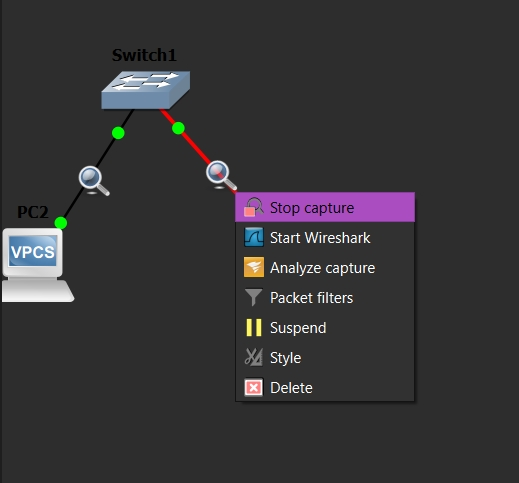 Switch1
PC2
VPCS
Stop capture
Start Wireshark
Analyze capture
Packet filters
Suspend
Style
Delete